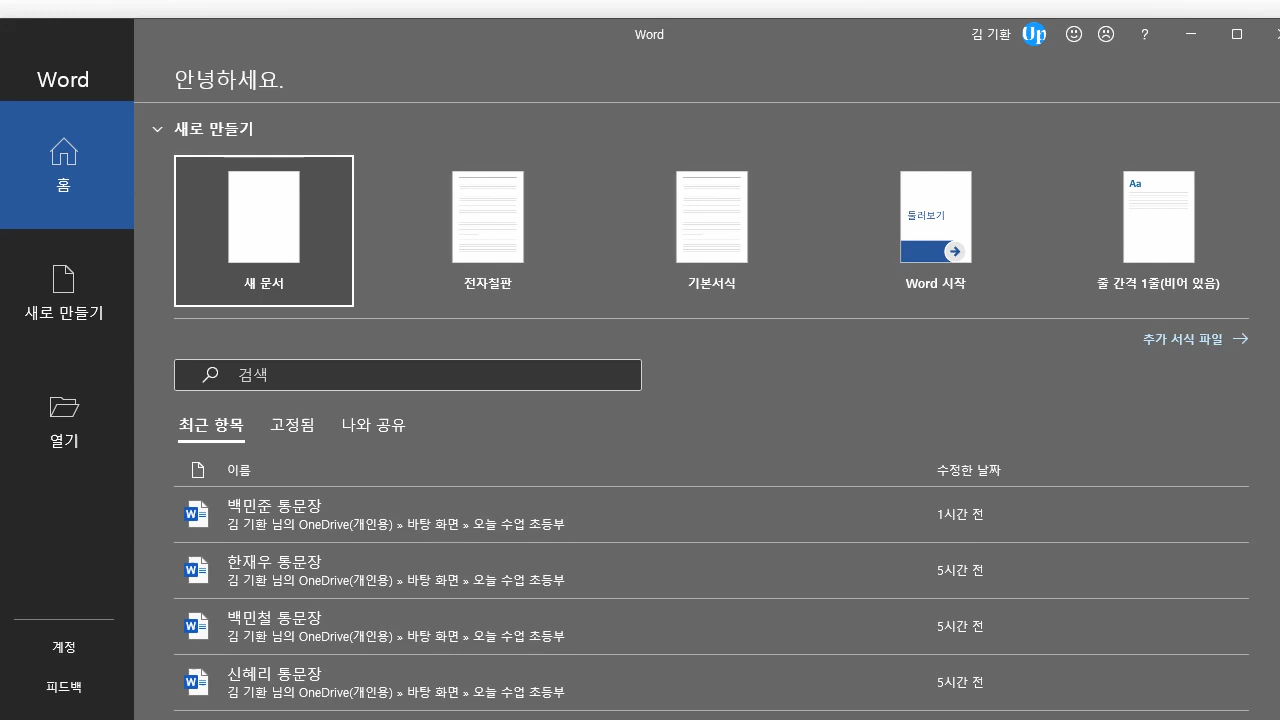 Word
김 기환
Up
?
Word
안녕하세요.
새로 만들기
홈
새로 만들기
열기
계정
피드백
새 문서
전자칠판
기본서식
둘러보기
Word 시작
Aa
줄 간격 1줄(비어 있음)
추가 서식 파일
검색
최근 항목 고정됨 나와 공유
이름 수정한 날짜
W
백민준 통문장
김 기환 님의 OneDrive(개인용) » 바탕 화면 » 오늘 수업 초등부
1시간 전
W
한재우 통문장
김 기환 님의 OneDrive(개인용) » 바탕 화면 » 오늘 수업 초등부
5시간 전
W
백민철 통문장
김 기환 님의 OneDrive(개인용) » 바탕 화면 » 오늘 수업 초등부
5시간 전
W
신혜리 통문장
김 기환 님의 OneDrive(개인용) » 바탕 화면 » 오늘 수업 초등부
5시간 전